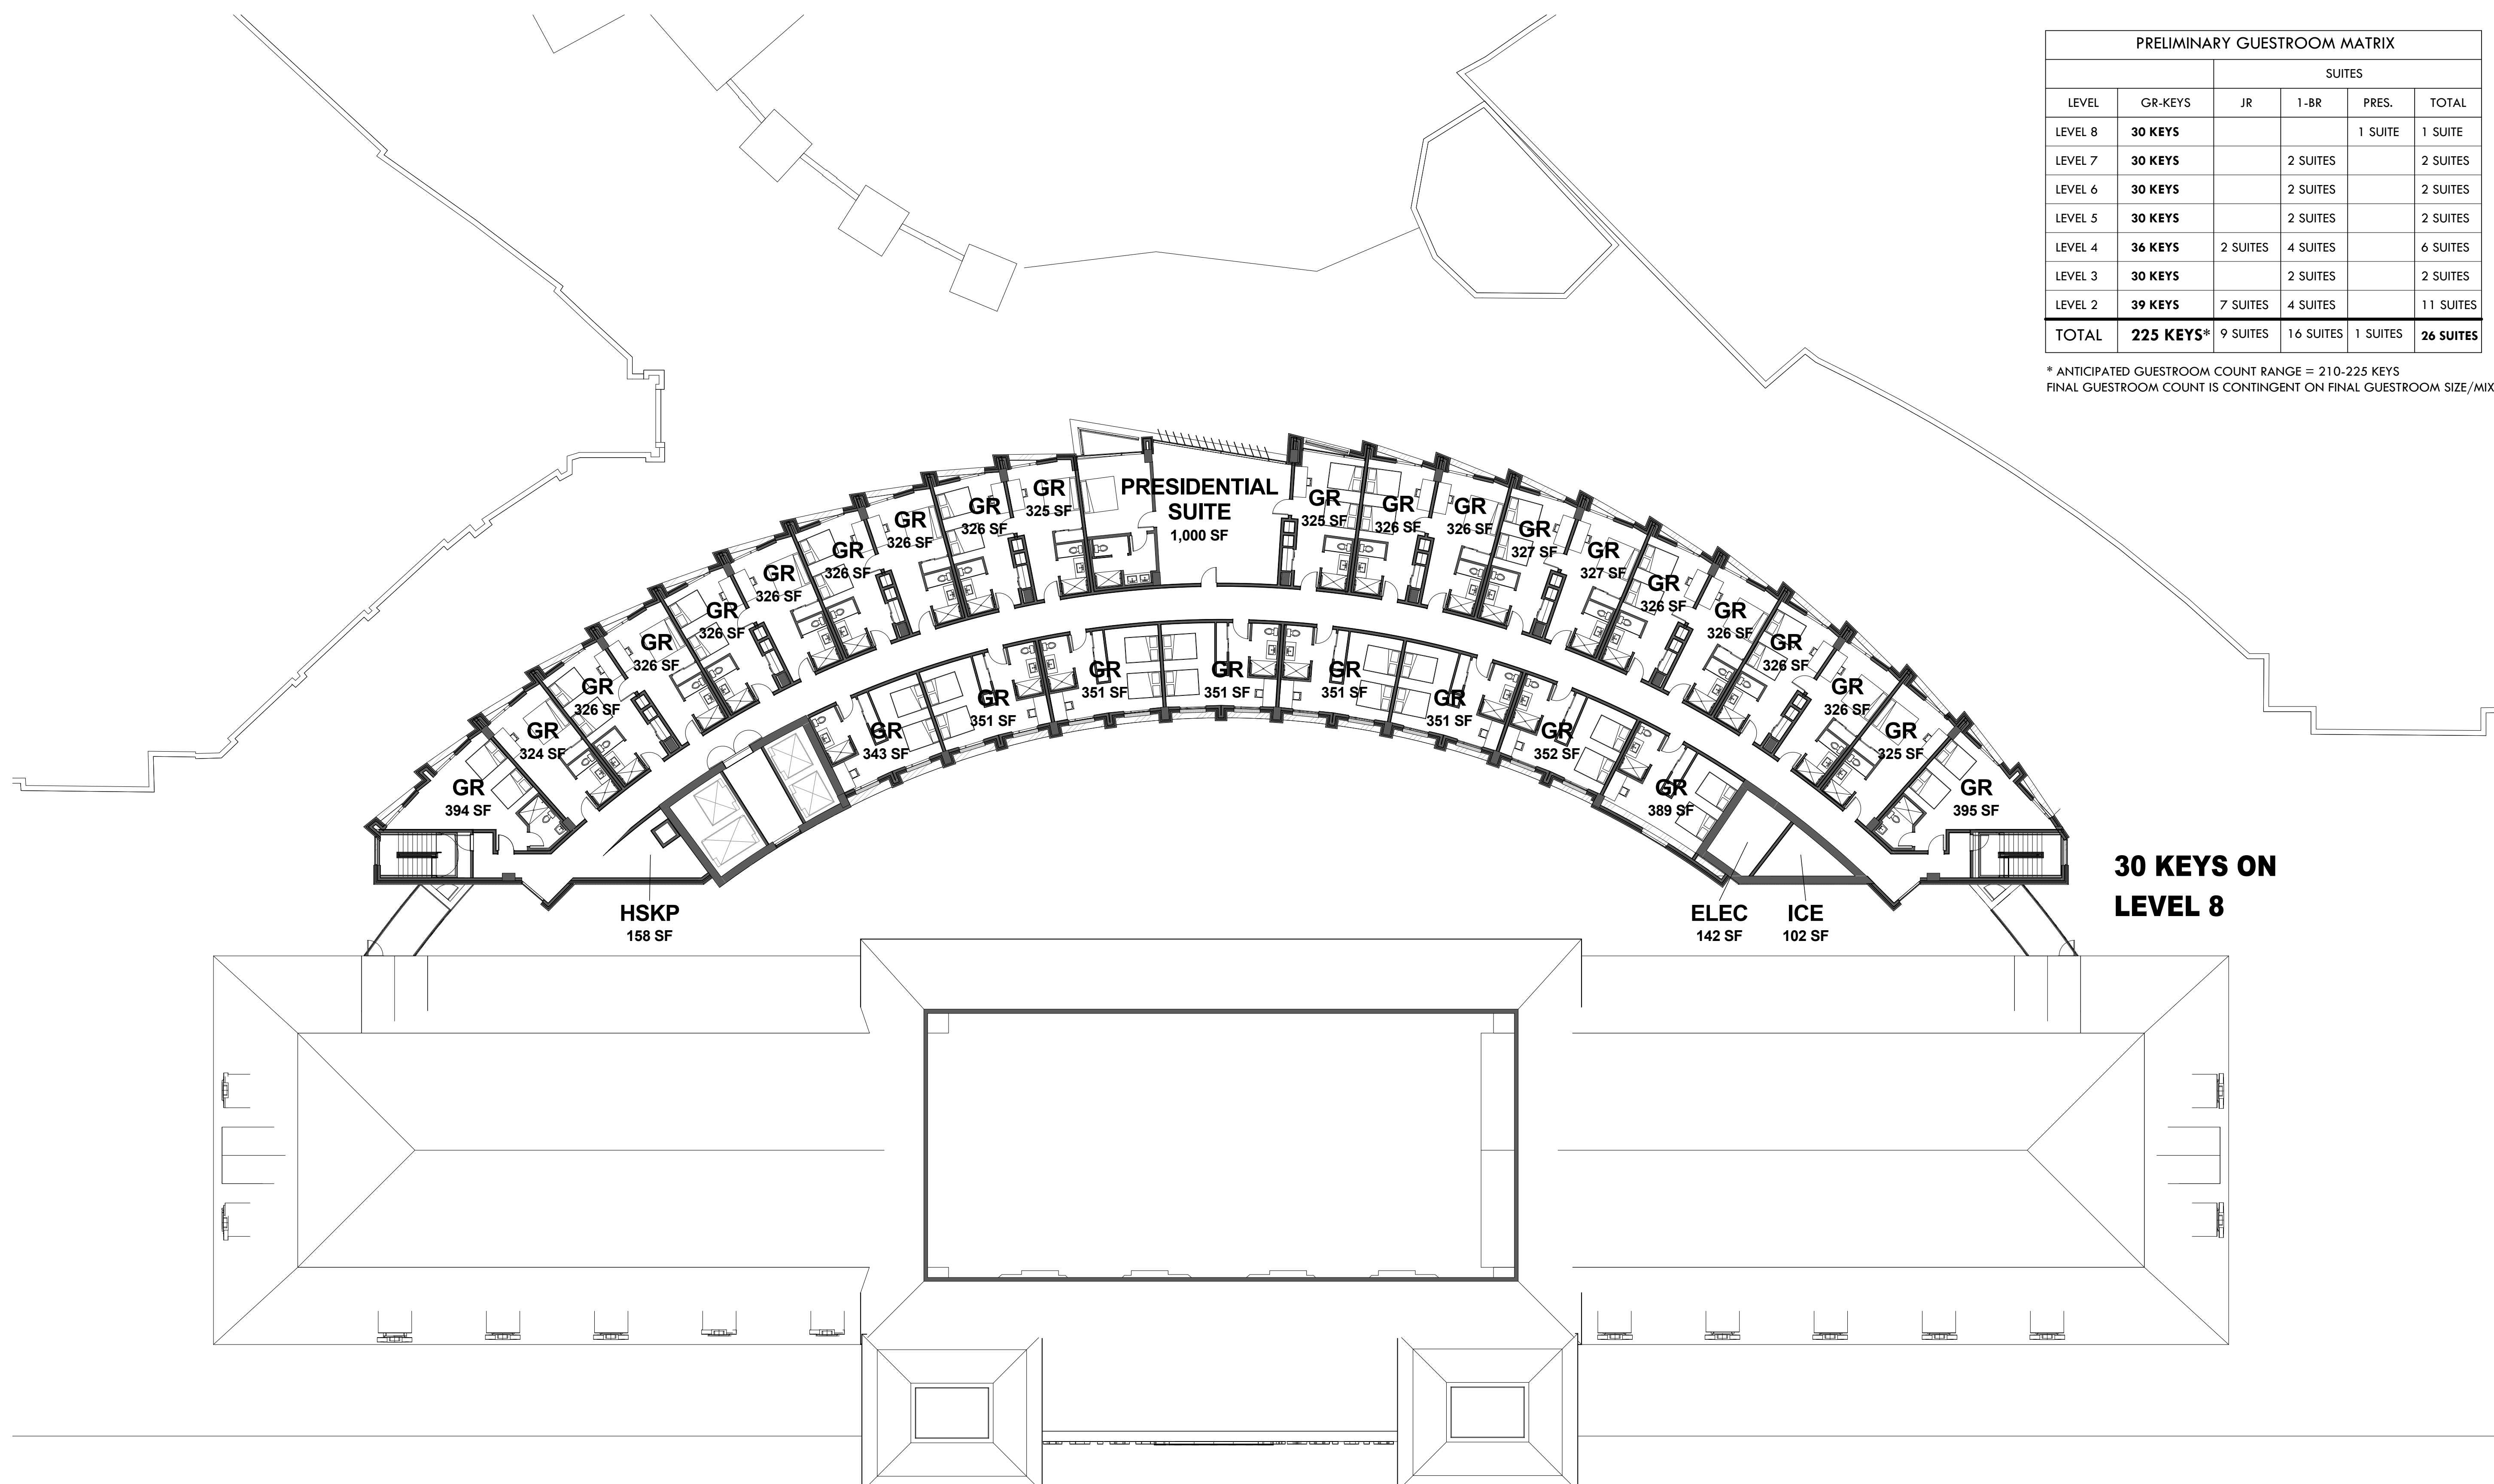 PRELIMINARY GUESTROOM MATRIX
SUITES
LEVEL GR-KEYS JR 1-BR PRES. TOTAL
LEVEL 8 30 KEYS 1 SUITE 1 SUITE
LEVEL 7 30 KEYS 2 SUITES 2 SUITES
LEVEL 6 30 KEYS 2 SUITES 2 SUITES
LEVEL 5 30 KEYS 2 SUITES 2 SUITES
LEVEL 4 36 KEYS 2 SUITES 4 SUITES 6 SUITES
LEVEL 3 30 KEYS 2 SUITES 2 SUITES
LEVEL 2 39 KEYS 7 SUITES 4 SUITES 11 SUITES
TOTAL 225 KEYS* 9 SUITES 16 SUITES 1 SUITES 26 SUITES
* ANTICIPATED GUESTROOM COUNT RANGE = 210-225 KEYS
FINAL GUESTROOM COUNT IS CONTINGENT ON FINAL GUESTROOM SIZE/MIX
GR
394 SF
GR
324 SF
GR
326 SF
GR
326 SF
GR
326 SF
GR
326 SF
GR
326 SF
GR
326 SF
GR
326 SF
GR
325 SF
PRESIDENTIAL
SUITE
1,000 SF
GR
325 SF
GR
326 SF
GR
326 SF
GR
327 SF
GR
327 SF
GR
326 SF
GR
326 SF
GR
326 SF
GR
326 SF
GR
325 SF
GR
395 SF
GR
343 SF
GR
351 SF
GR
351 SF
GR
351 SF
GR
351 SF
GR
351 SF
GR
352 SF
GR
389 SF
HSKP
158 SF
ELEC
142 SF
ICE
102 SF
30 KEYS ON
LEVEL 8